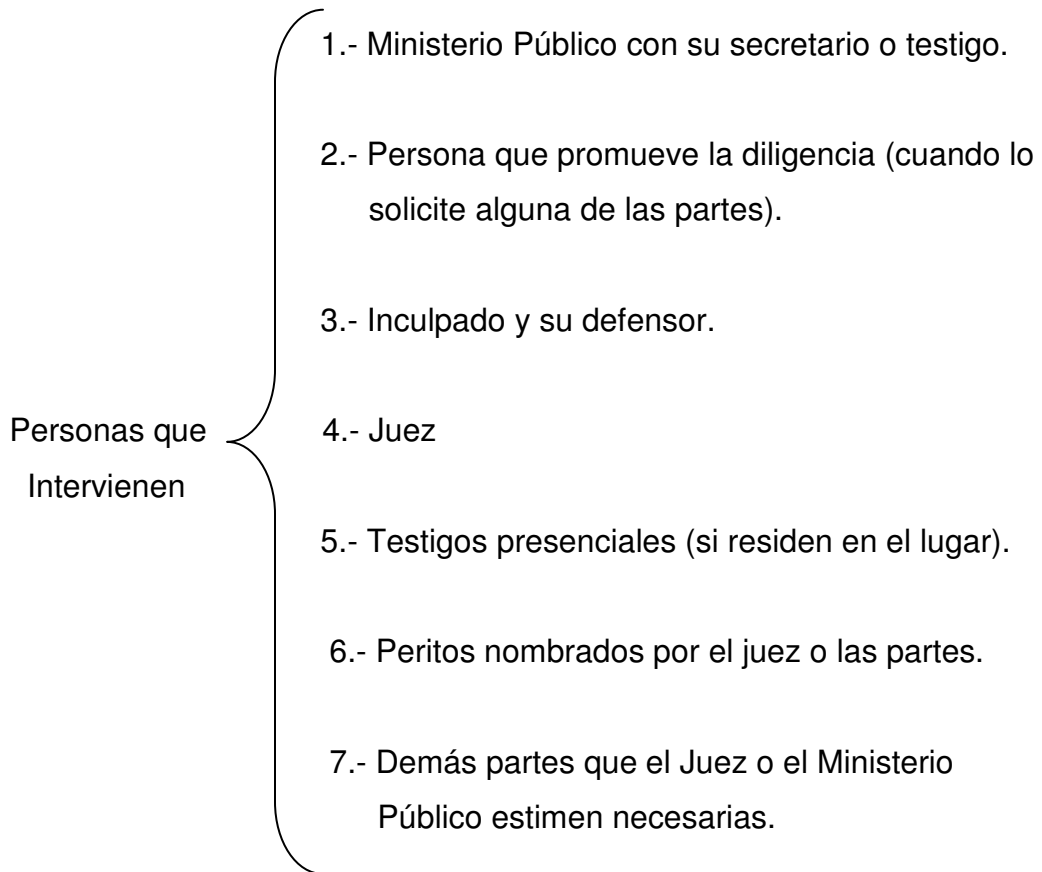 Personas que
Intervienen
1.- Ministerio Público con su secretario o testigo.
2.- Persona que promueve la diligencia (cuando lo
solicite alguna de las partes).
3.- Inculpado y su defensor.
4.- Juez
5.- Testigos presenciales (si residen en el lugar).
6.- Peritos nombrados por el juez o las partes.
7.- Demás partes que el Juez o el Ministerio
Público estimen necesarias.